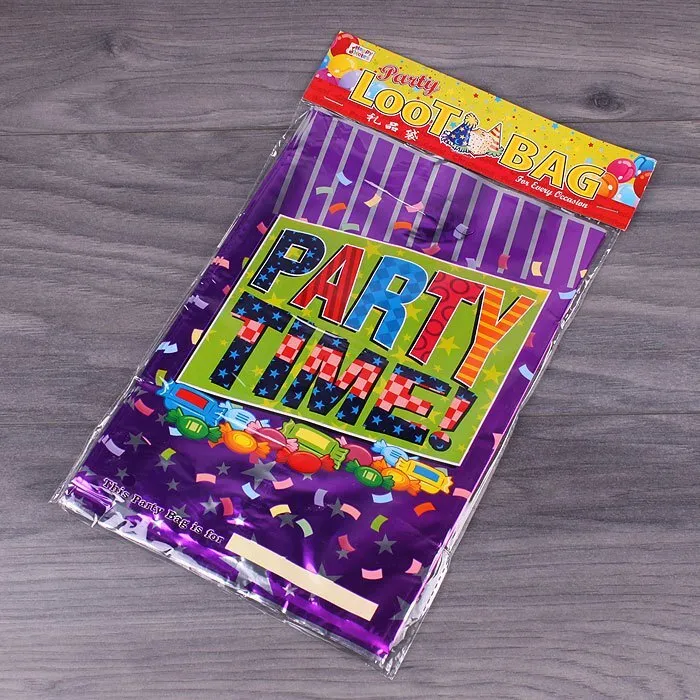 Party
LOOT BAG
礼品袋
For Every Occasion
PARTY
TIME!
This Party Bag is for